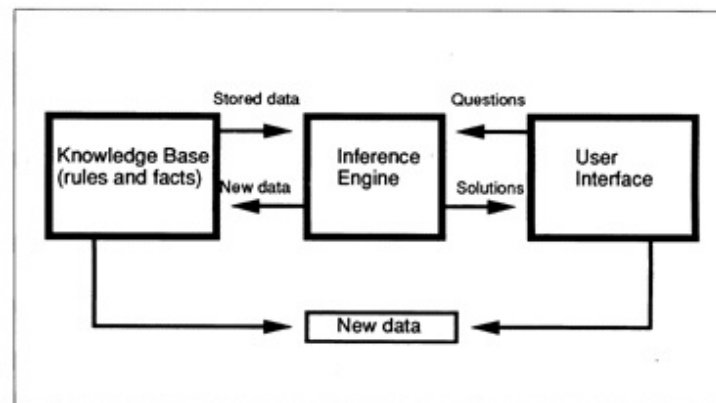 Stored data
Questions
Knowledge Base
(rules and facts)
Inference
Engine
User
Interface
New data
Solutions
New data